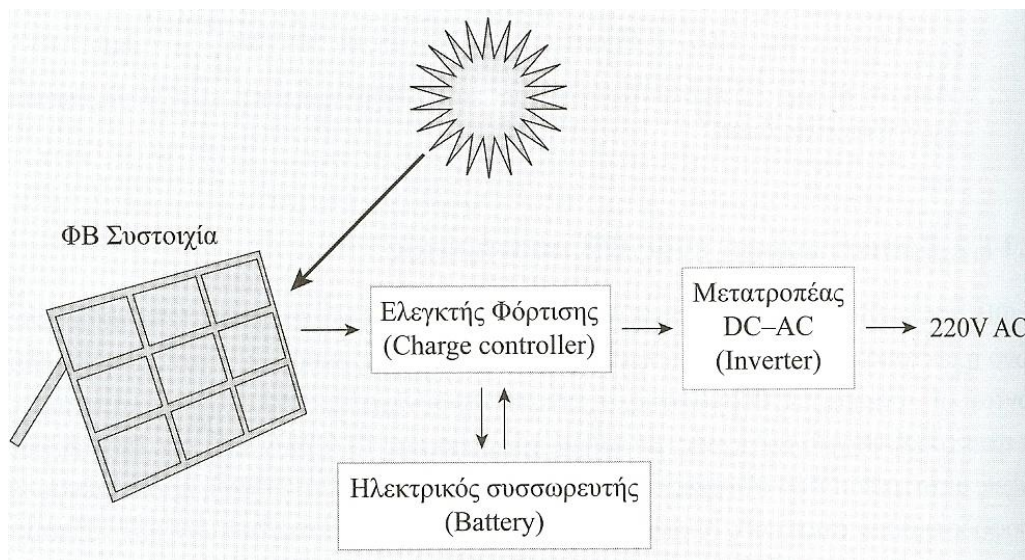 ΦΒ Συστοιχία
Ελεγκτής Φόρτισης
(Charge controller)
Μετατροπέας
DC–AC
(Inverter)
220V AC
Ηλεκτρικός συσσωρευτής
(Battery)